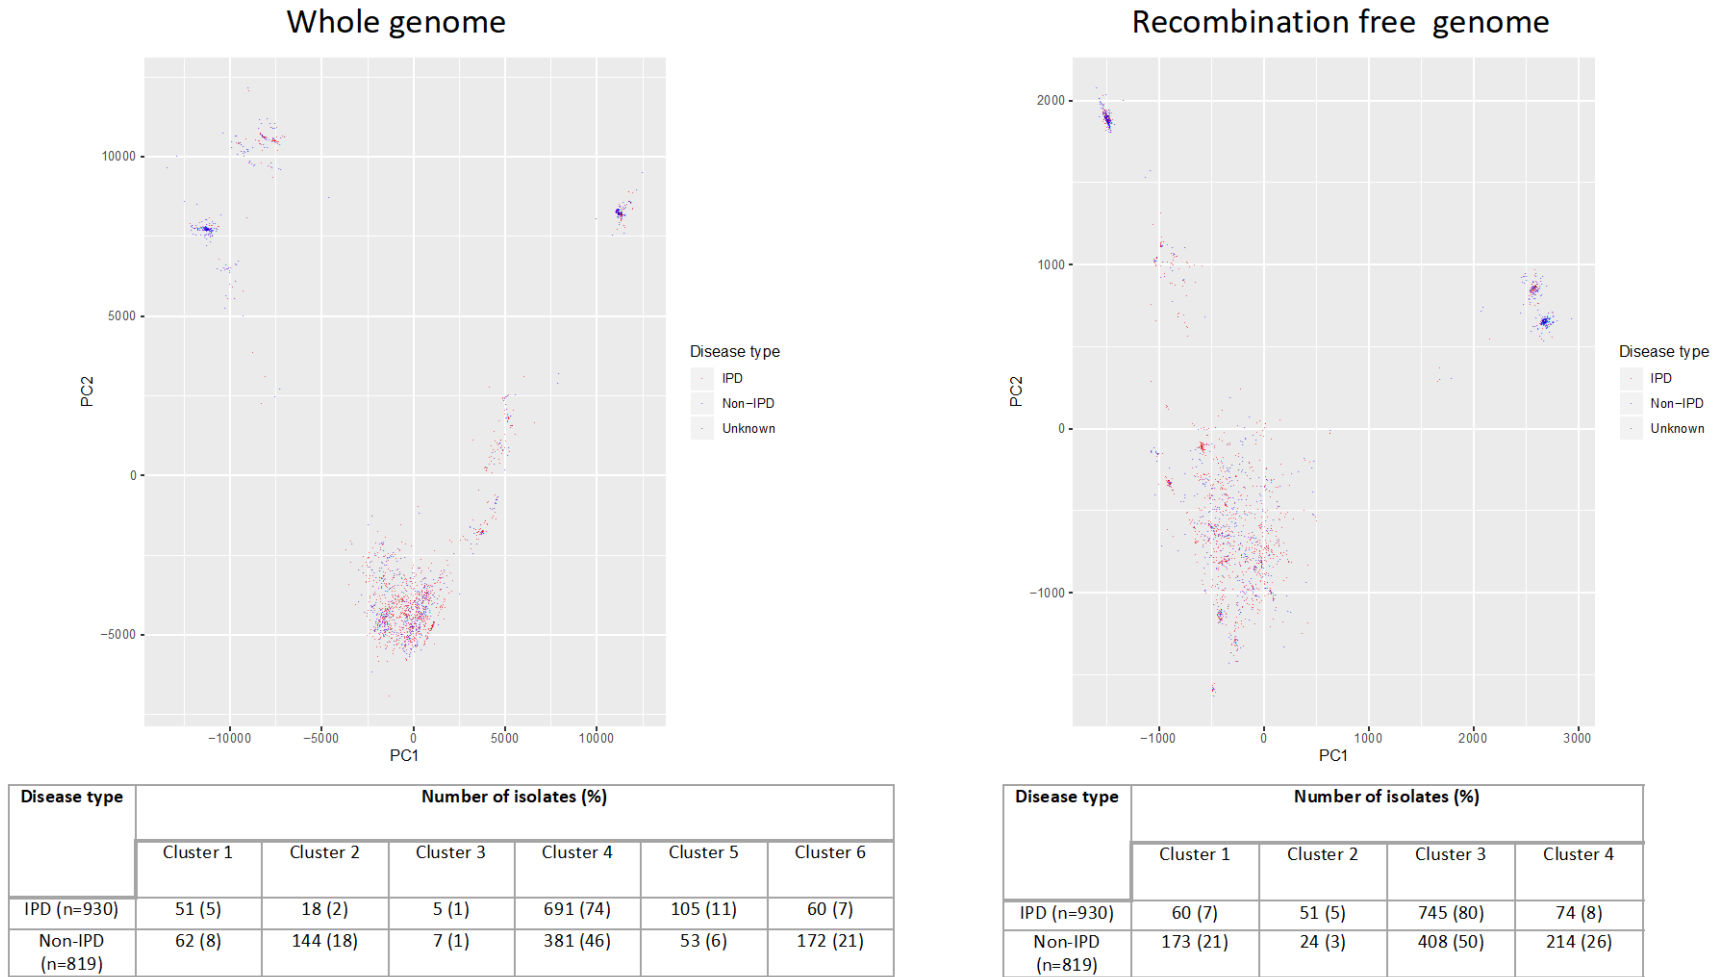 Whole genome
Recombination free genome
10000
5000
0
−5000
PC2
−10000
−5000
0
5000
10000
PC1
Disease type
IPD
Non−IPD
Unknown
2000
1000
0
−1000
PC2
−1000
0
1000
2000
3000
PC1
Disease type
IPD
Non−IPD
Unknown
Disease type Number of isolates (%)
Cluster 1 Cluster 2 Cluster 3 Cluster 4 Cluster 5 Cluster 6
IPD (n=930) 51 (5) 18 (2) 5 (1) 691 (74) 105 (11) 60 (7)
Non-IPD 62 (8) 144 (18) 7 (1) 381 (46) 53 (6) 172 (21)
(n=819)
Disease type Number of isolates (%)
Cluster 1 Cluster 2 Cluster 3 Cluster 4
IPD (n=930) 60 (7) 51 (5) 745 (80) 74 (8)
Non-IPD 173 (21) 24 (3) 408 (50) 214 (26)
(n=819)